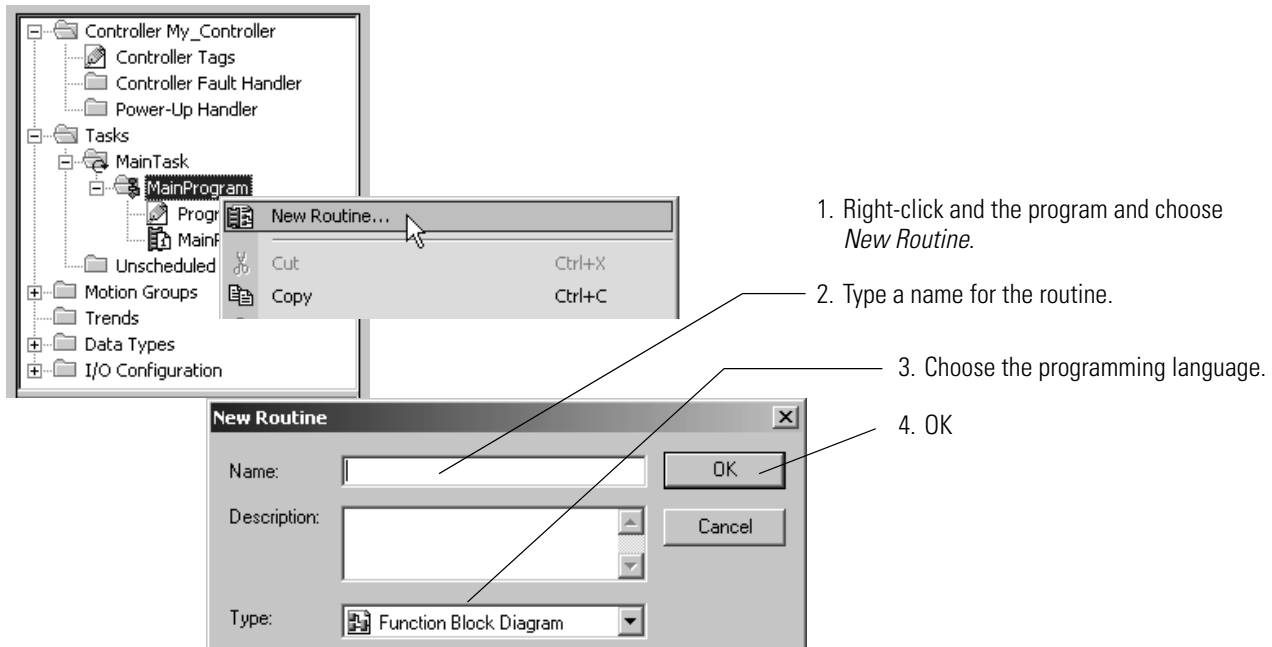 Controller My_Controller
Controller Tags
Controller Fault Handler
Power-Up Handler
Tasks
MainTask
MainProgram
Progr
MainP
Unscheduled
Motion Groups
Trends
Data Types
I/O Configuration
New Routine...
Cut Ctrl+X
Copy Ctrl+C
1. Right-click and the program and choose
New Routine.
2. Type a name for the routine.
3. Choose the programming language.
4. OK
New Routine
Name:
OK
Description:
Cancel
Type:
Function Block Diagram